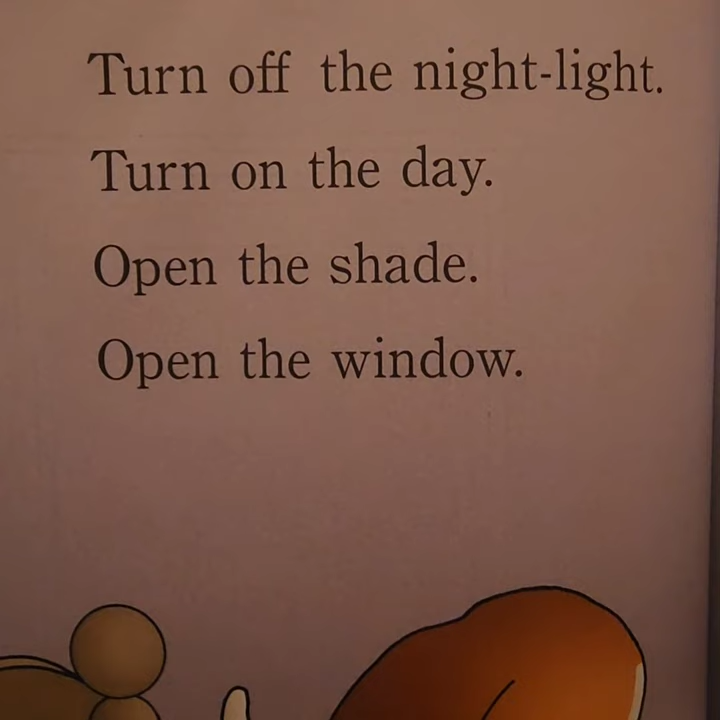 Turn off the night-light.
Turn on the day.
Open the shade.
Open the window.